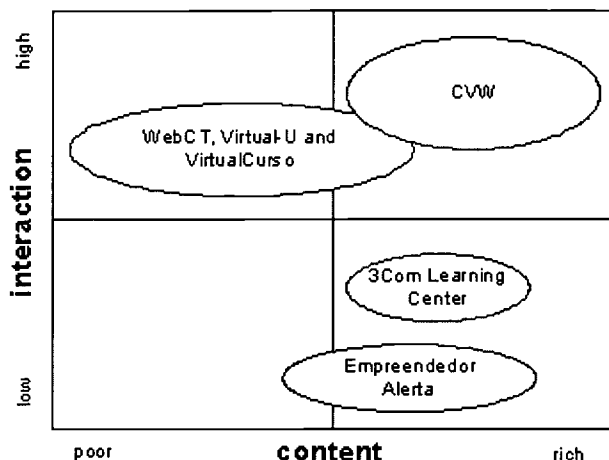 high
CVW
WebCT, Virtual-U and
VirtualCurso
interaction
3Com Learning
Center
Empreendedor
Alerta
low
poor
content
rich